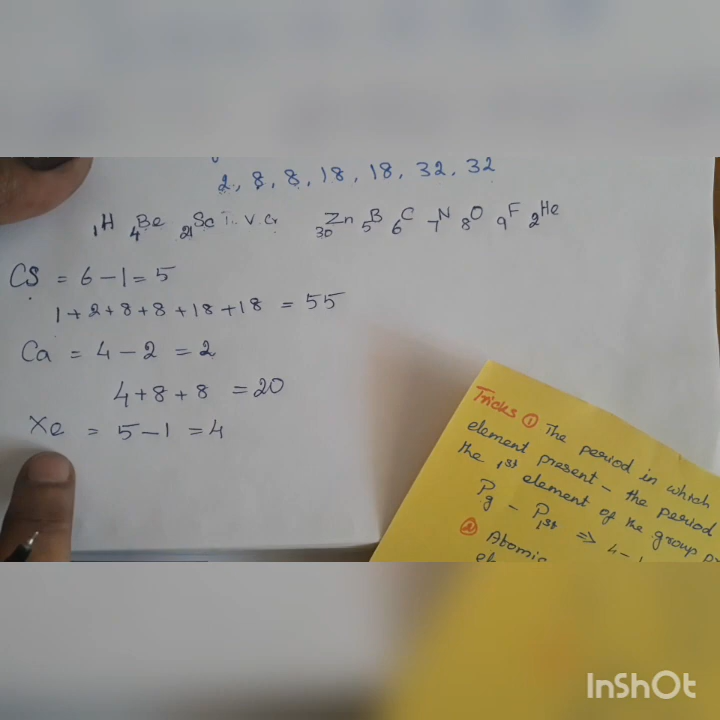 2, 8, 8, 18, 18, 32, 32
1H 4Be 21Sc Ti V Cr 30Zn 5B 6C 7N 8O 9F 2He
CS = 6 - 1 = 5
1 + 2 + 8 + 8 + 18 + 18 = 55
Ca = 4 - 2 = 2
4 + 8 + 8 = 20
Xe = 5 - 1 = 4
Tricks ① The period in which
element present - the period
the 1st element of the group
Pg - P1st ⇒ 4 -
② Atomic
InShOt